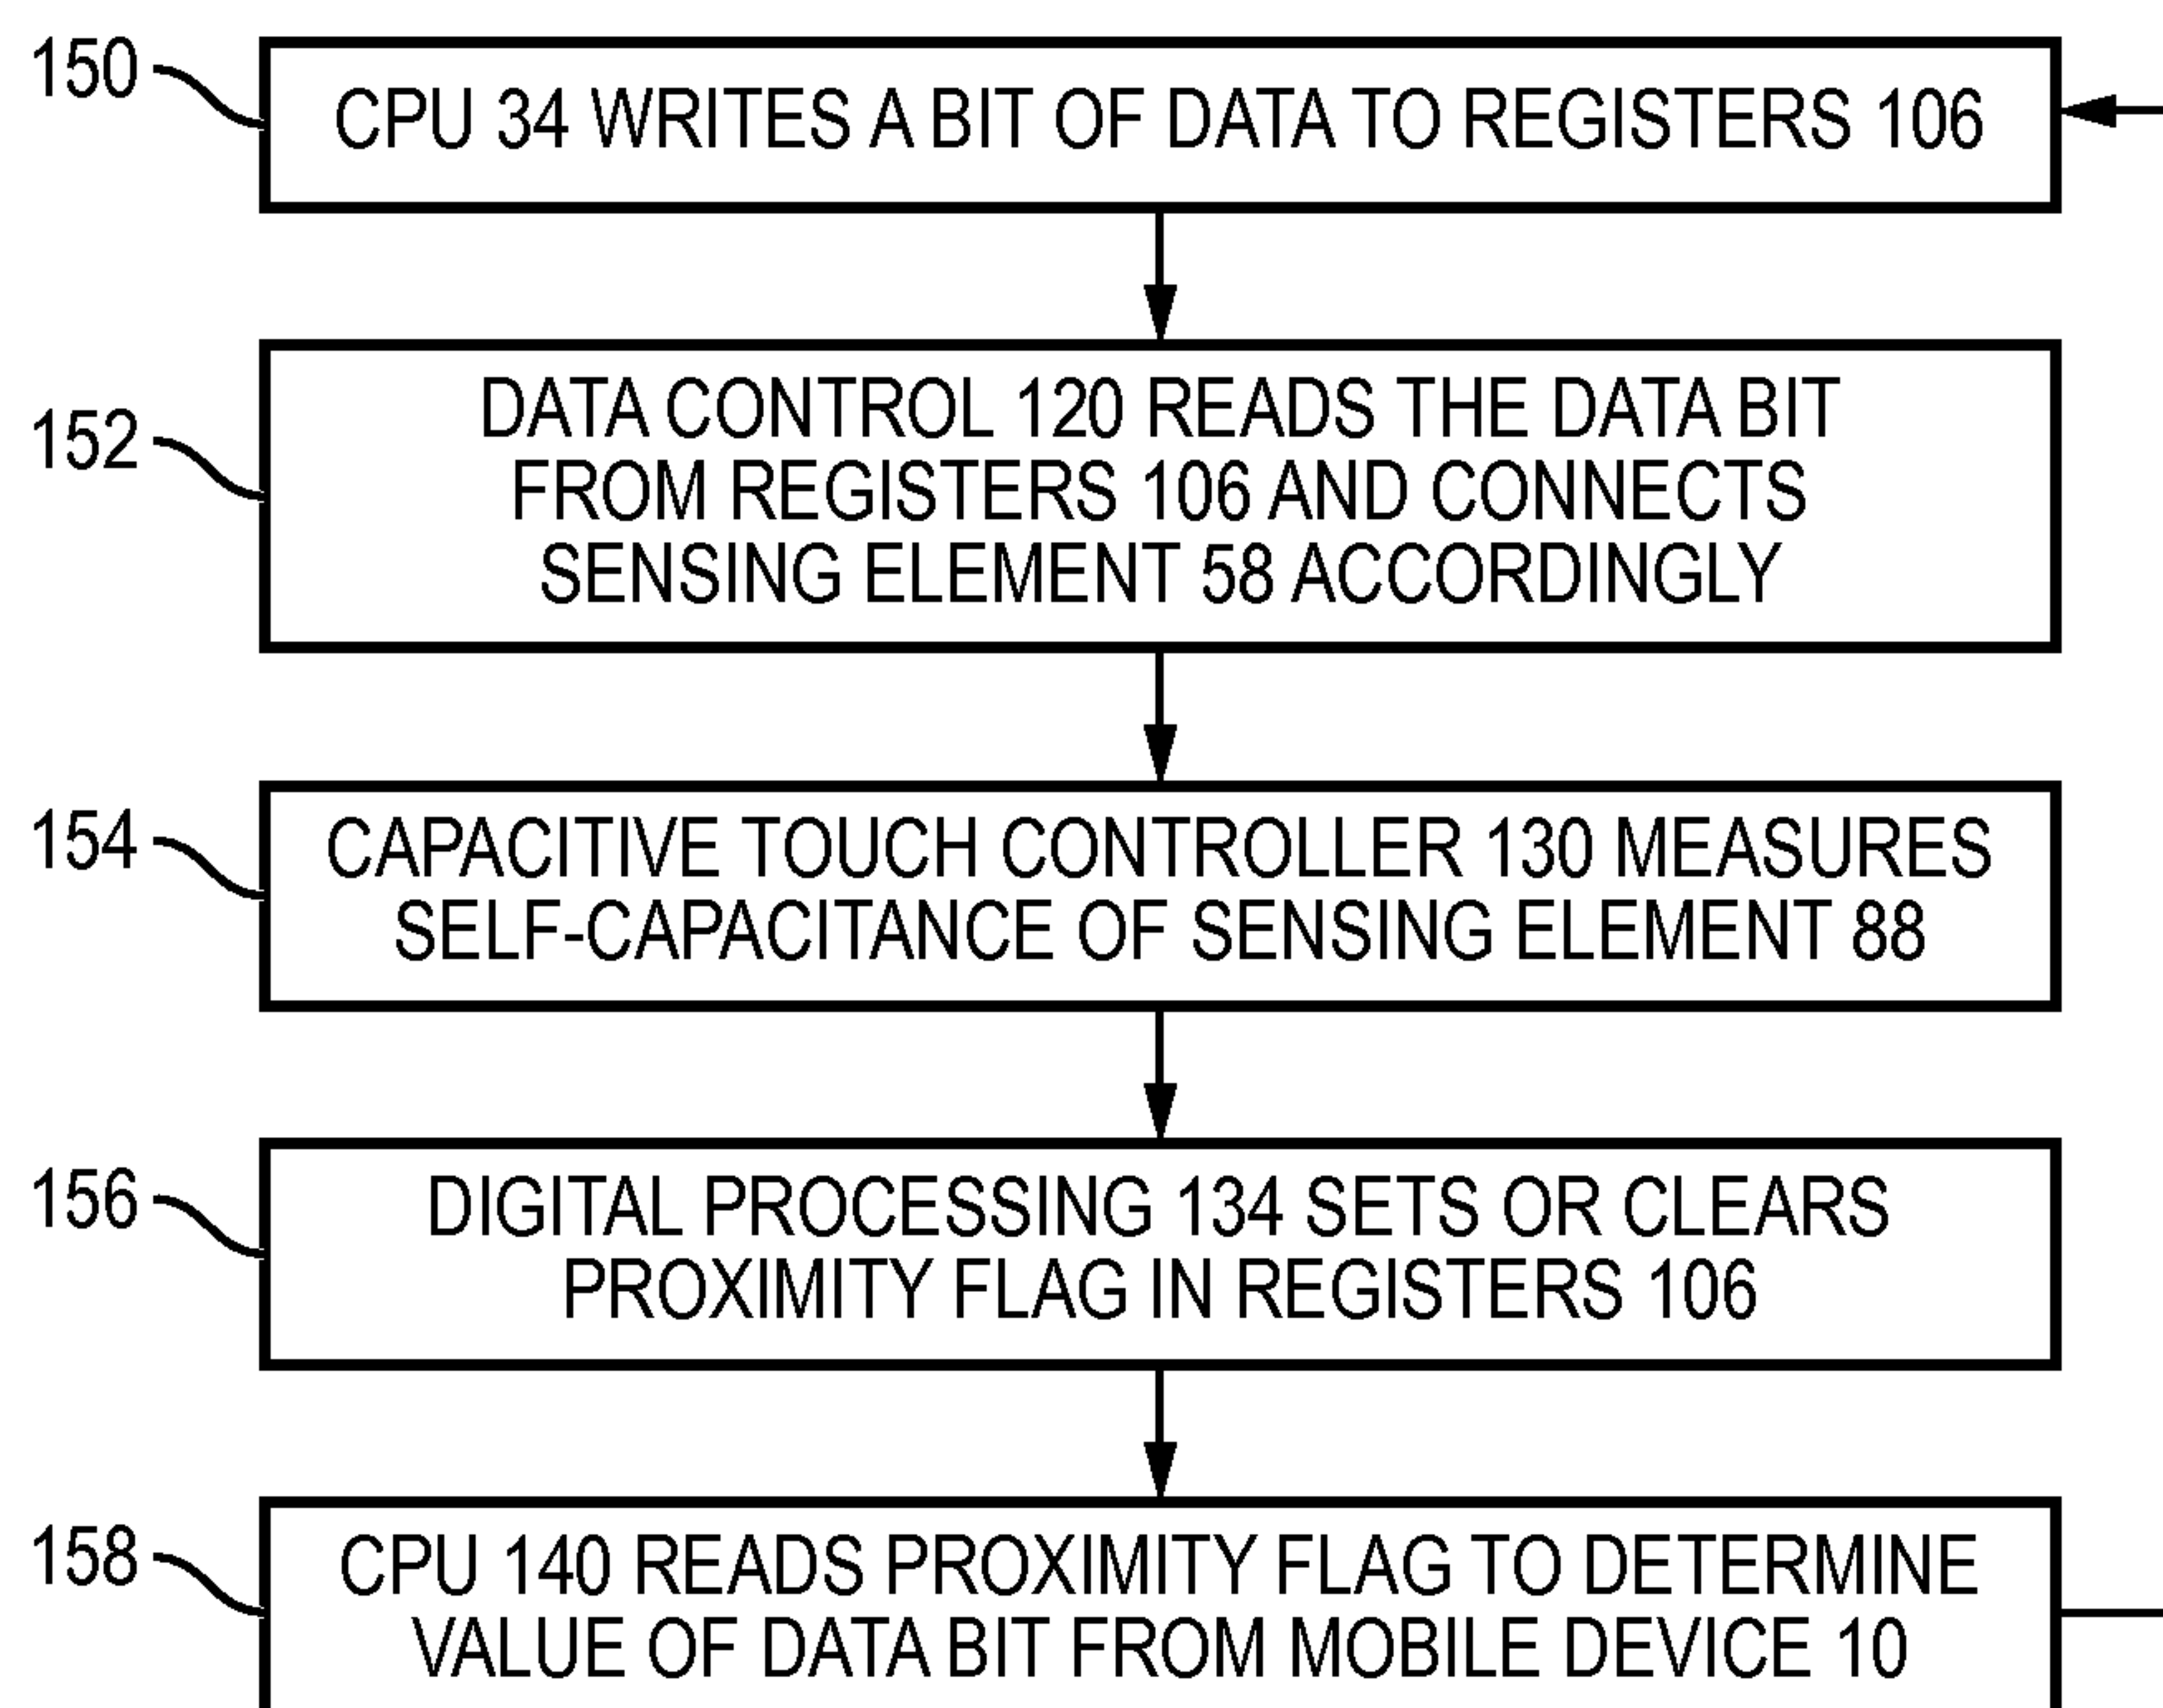 150
CPU 34 WRITES A BIT OF DATA TO REGISTERS 106
152
DATA CONTROL 120 READS THE DATA BIT
FROM REGISTERS 106 AND CONNECTS
SENSING ELEMENT 58 ACCORDINGLY
154
CAPACITIVE TOUCH CONTROLLER 130 MEASURES
SELF-CAPACITANCE OF SENSING ELEMENT 88
156
DIGITAL PROCESSING 134 SETS OR CLEARS
PROXIMITY FLAG IN REGISTERS 106
158
CPU 140 READS PROXIMITY FLAG TO DETERMINE
VALUE OF DATA BIT FROM MOBILE DEVICE 10